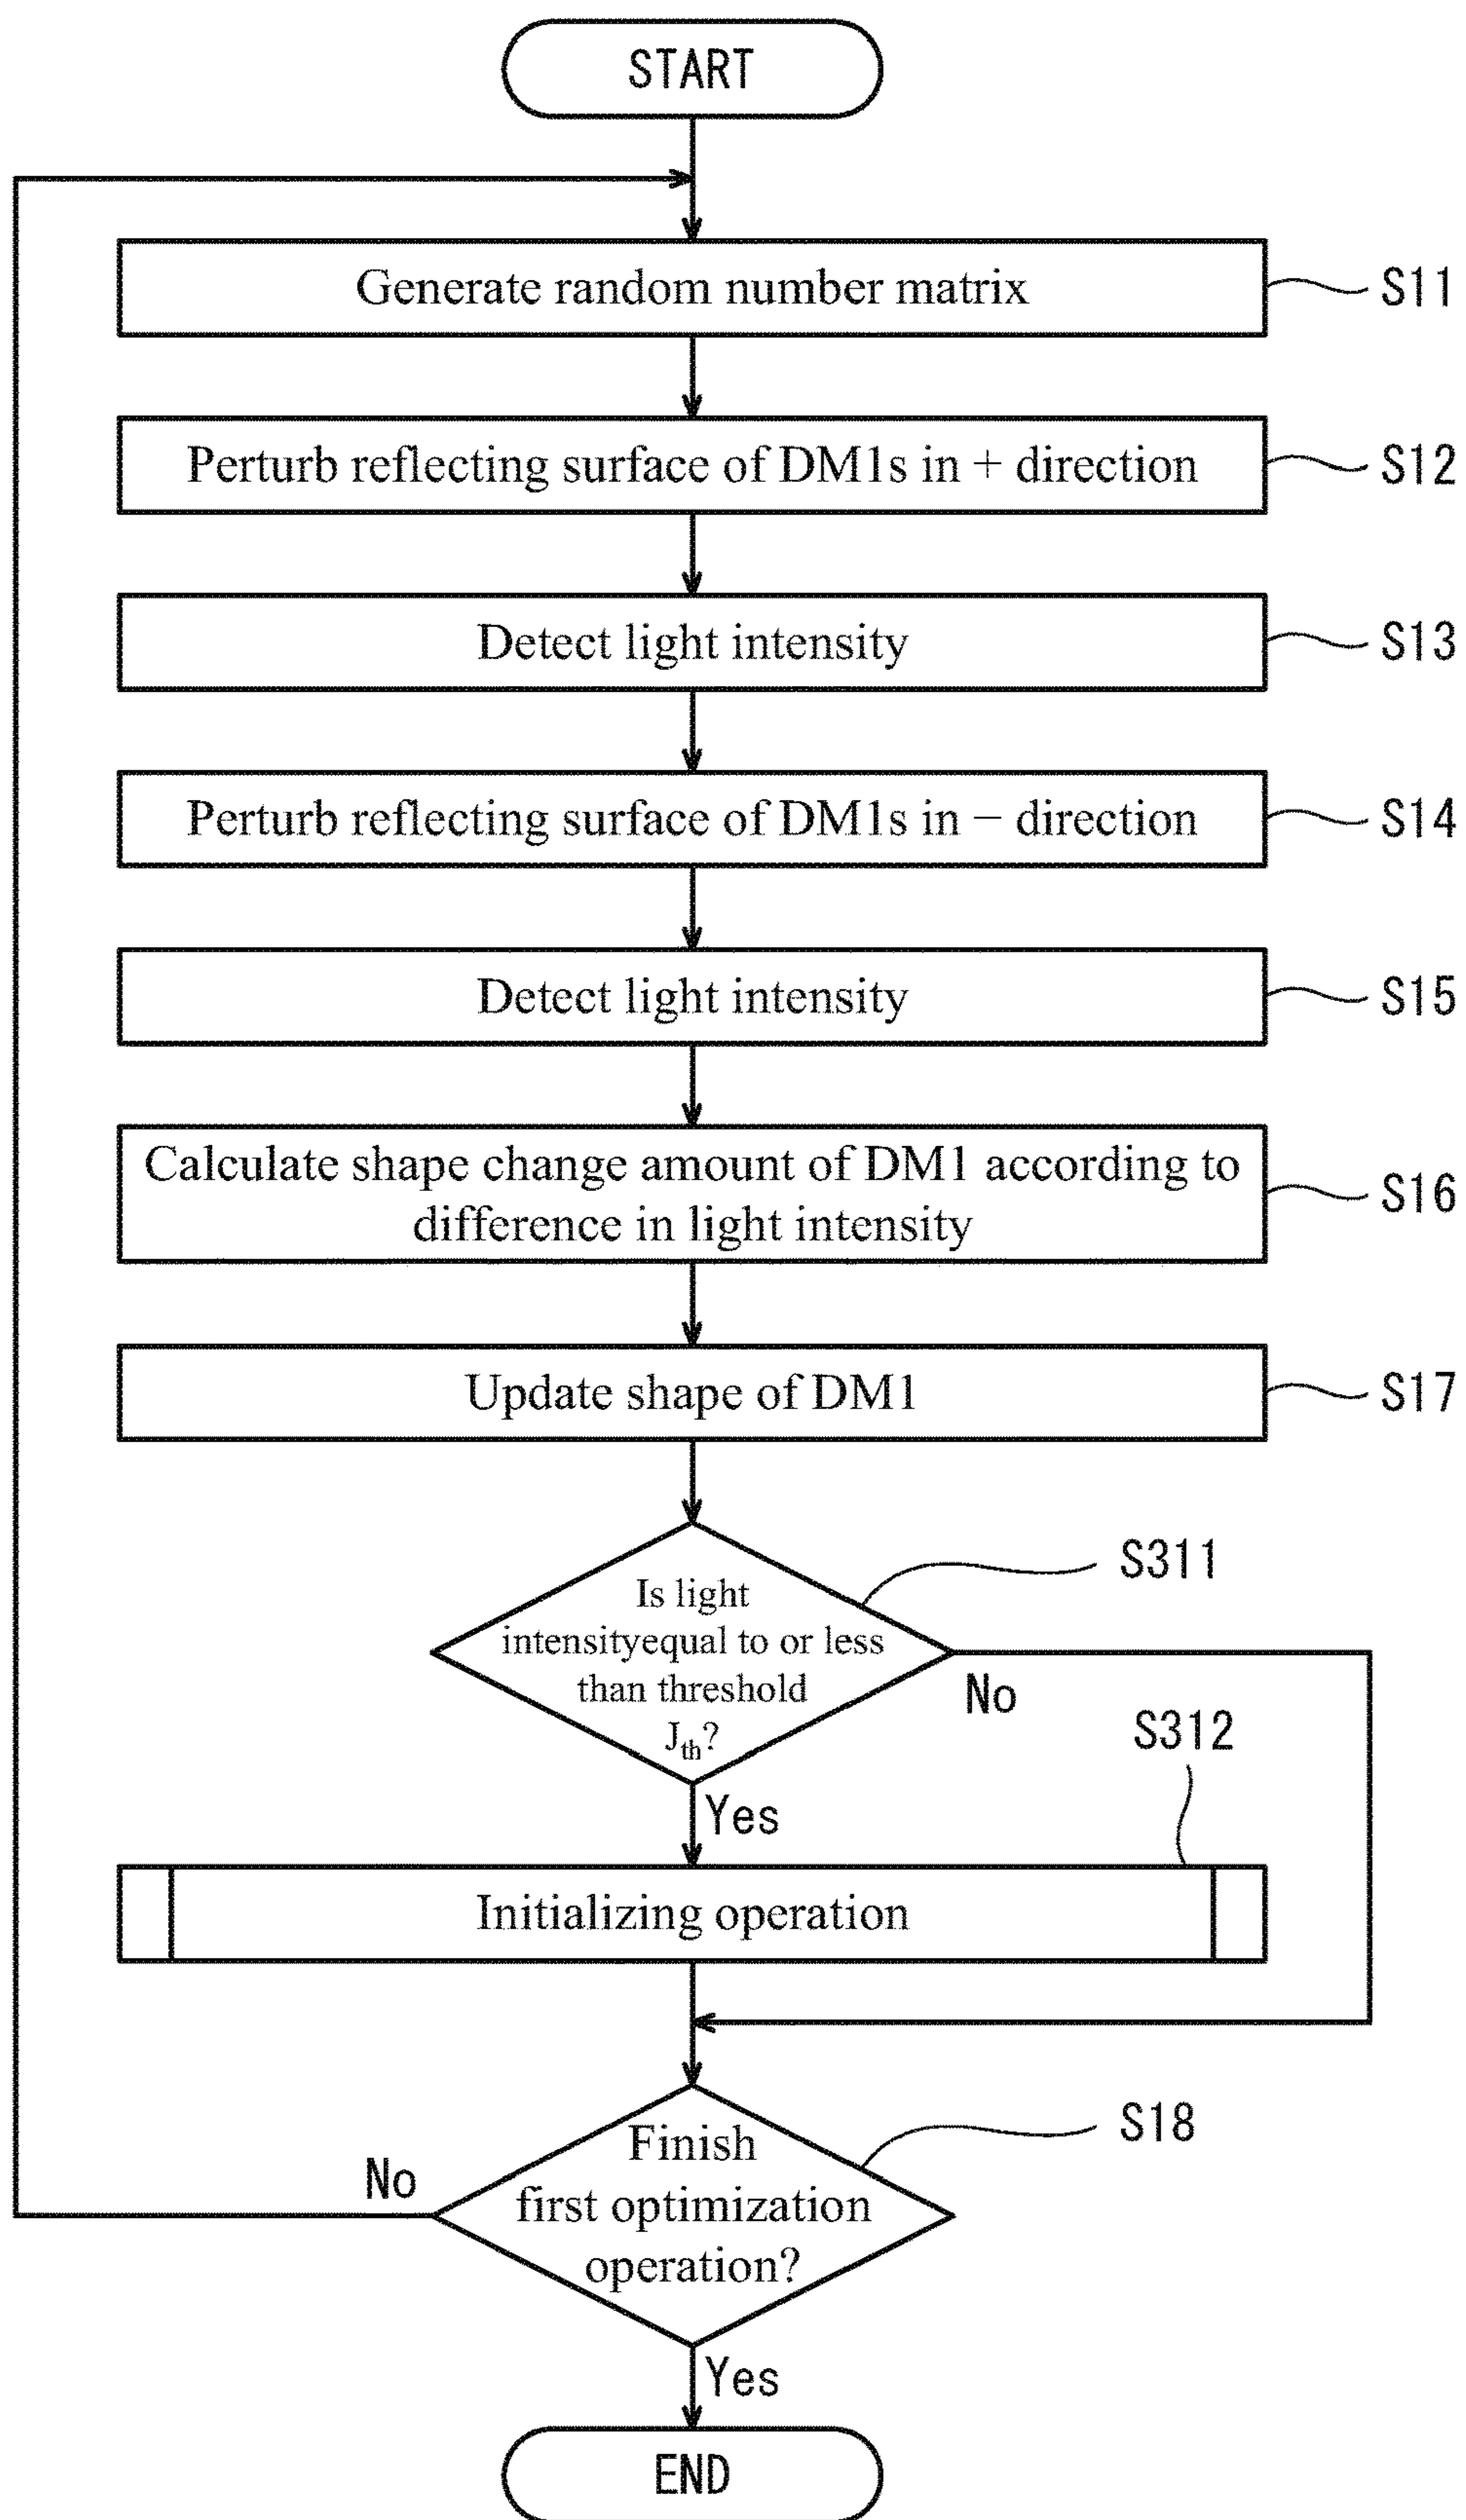 START
Generate random number matrix
S11
Perturb reflecting surface of DM1s in + direction
S12
Detect light intensity
S13
Perturb reflecting surface of DM1s in − direction
S14
Detect light intensity
S15
Calculate shape change amount of DM1 according to
difference in light intensity
S16
Update shape of DM1
S17
S311
Is light
intensityequal to or less
than threshold
Jth?
No
S312
Yes
Initializing operation
S18
Finish
first optimization
operation?
No
Yes
END